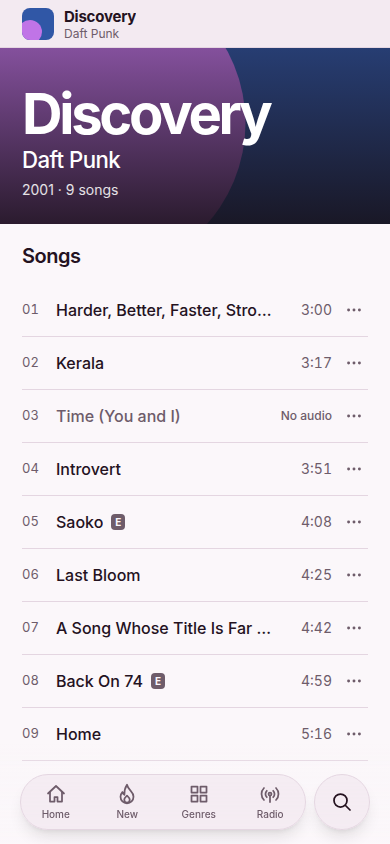 Discovery
Daft Punk
Discovery
Daft Punk
2001 · 9 songs
Songs
01 Harder, Better, Faster, Stro... 3:00
02 Kerala 3:17
03 Time (You and I) No audio
04 Introvert 3:51
05 Saoko E 4:08
06 Last Bloom 4:25
07 A Song Whose Title Is Far ... 4:42
08 Back On 74 E 4:59
09 Home 5:16
Home New Genres Radio